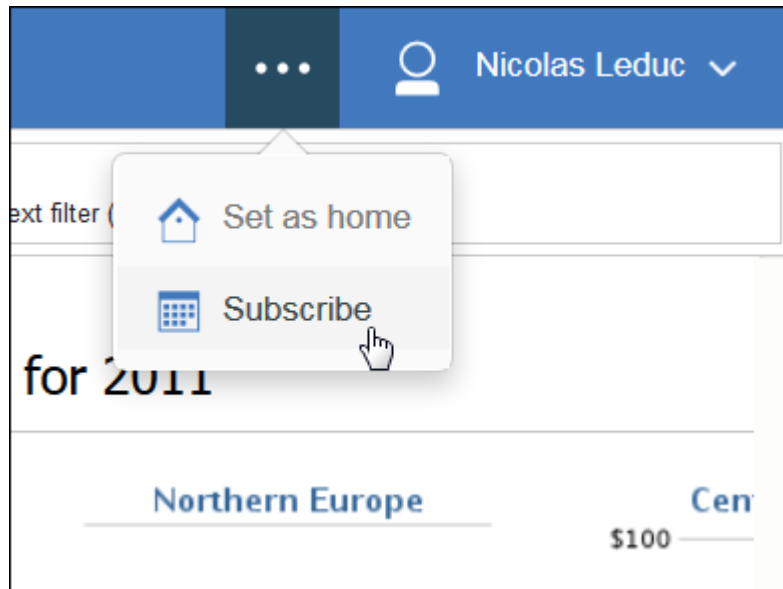 Nicolas Leduc
ext filter (
Set as home
Subscribe
for 2011
Northern Europe
Cen
$100